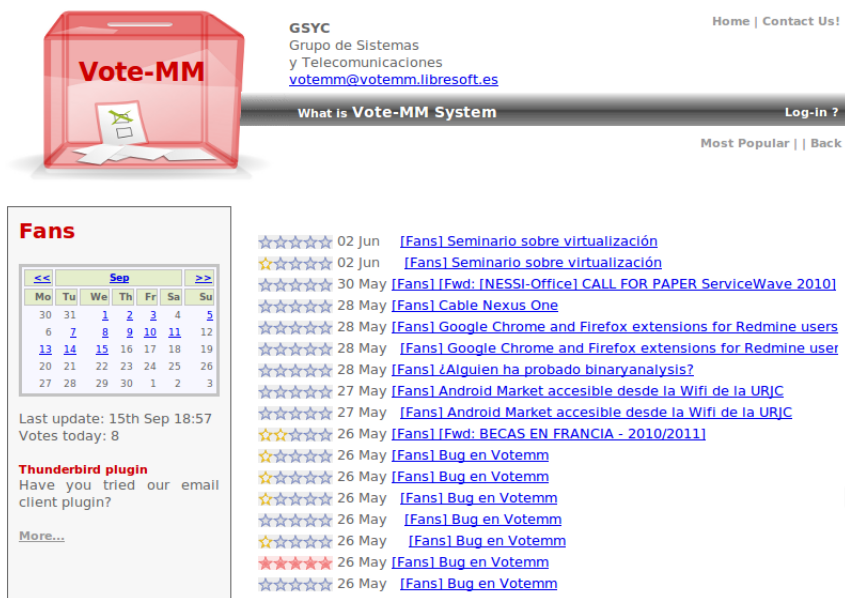 Vote-MM
GSYC
Grupo de Sistemas
y Telecomunicaciones
votemm@votemm.libresoft.es
Home | Contact Us!
What is Vote-MM System
Log-in ?
Most Popular | | Back
Fans
<< Sep >>
Mo Tu We Th Fr Sa Su
30 31 1 2 3 4 5
6 7 8 9 10 11 12
13 14 15 16 17 18 19
20 21 22 23 24 25 26
27 28 29 30 1 2 3
Last update: 15th Sep 18:57
Votes today: 8
Thunderbird plugin
Have you tried our email
client plugin?
More...
02 Jun [Fans] Seminario sobre virtualización
02 Jun [Fans] Seminario sobre virtualización
30 May [Fans] [Fwd: [NESSI-Office] CALL FOR PAPER ServiceWave 2010]
28 May [Fans] Cable Nexus One
28 May [Fans] Google Chrome and Firefox extensions for Redmine users
28 May [Fans] Google Chrome and Firefox extensions for Redmine user
28 May [Fans] ¿Alguien ha probado binaryanalysis?
27 May [Fans] Android Market accesible desde la Wifi de la URJC
27 May [Fans] Android Market accesible desde la Wifi de la URJC
26 May [Fans] [Fwd: BECAS EN FRANCIA - 2010/2011]
26 May [Fans] Bug en Votemm
26 May [Fans] Bug en Votemm
26 May [Fans] Bug en Votemm
26 May [Fans] Bug en Votemm
26 May [Fans] Bug en Votemm
26 May [Fans] Bug en Votemm
26 May [Fans] Bug en Votemm